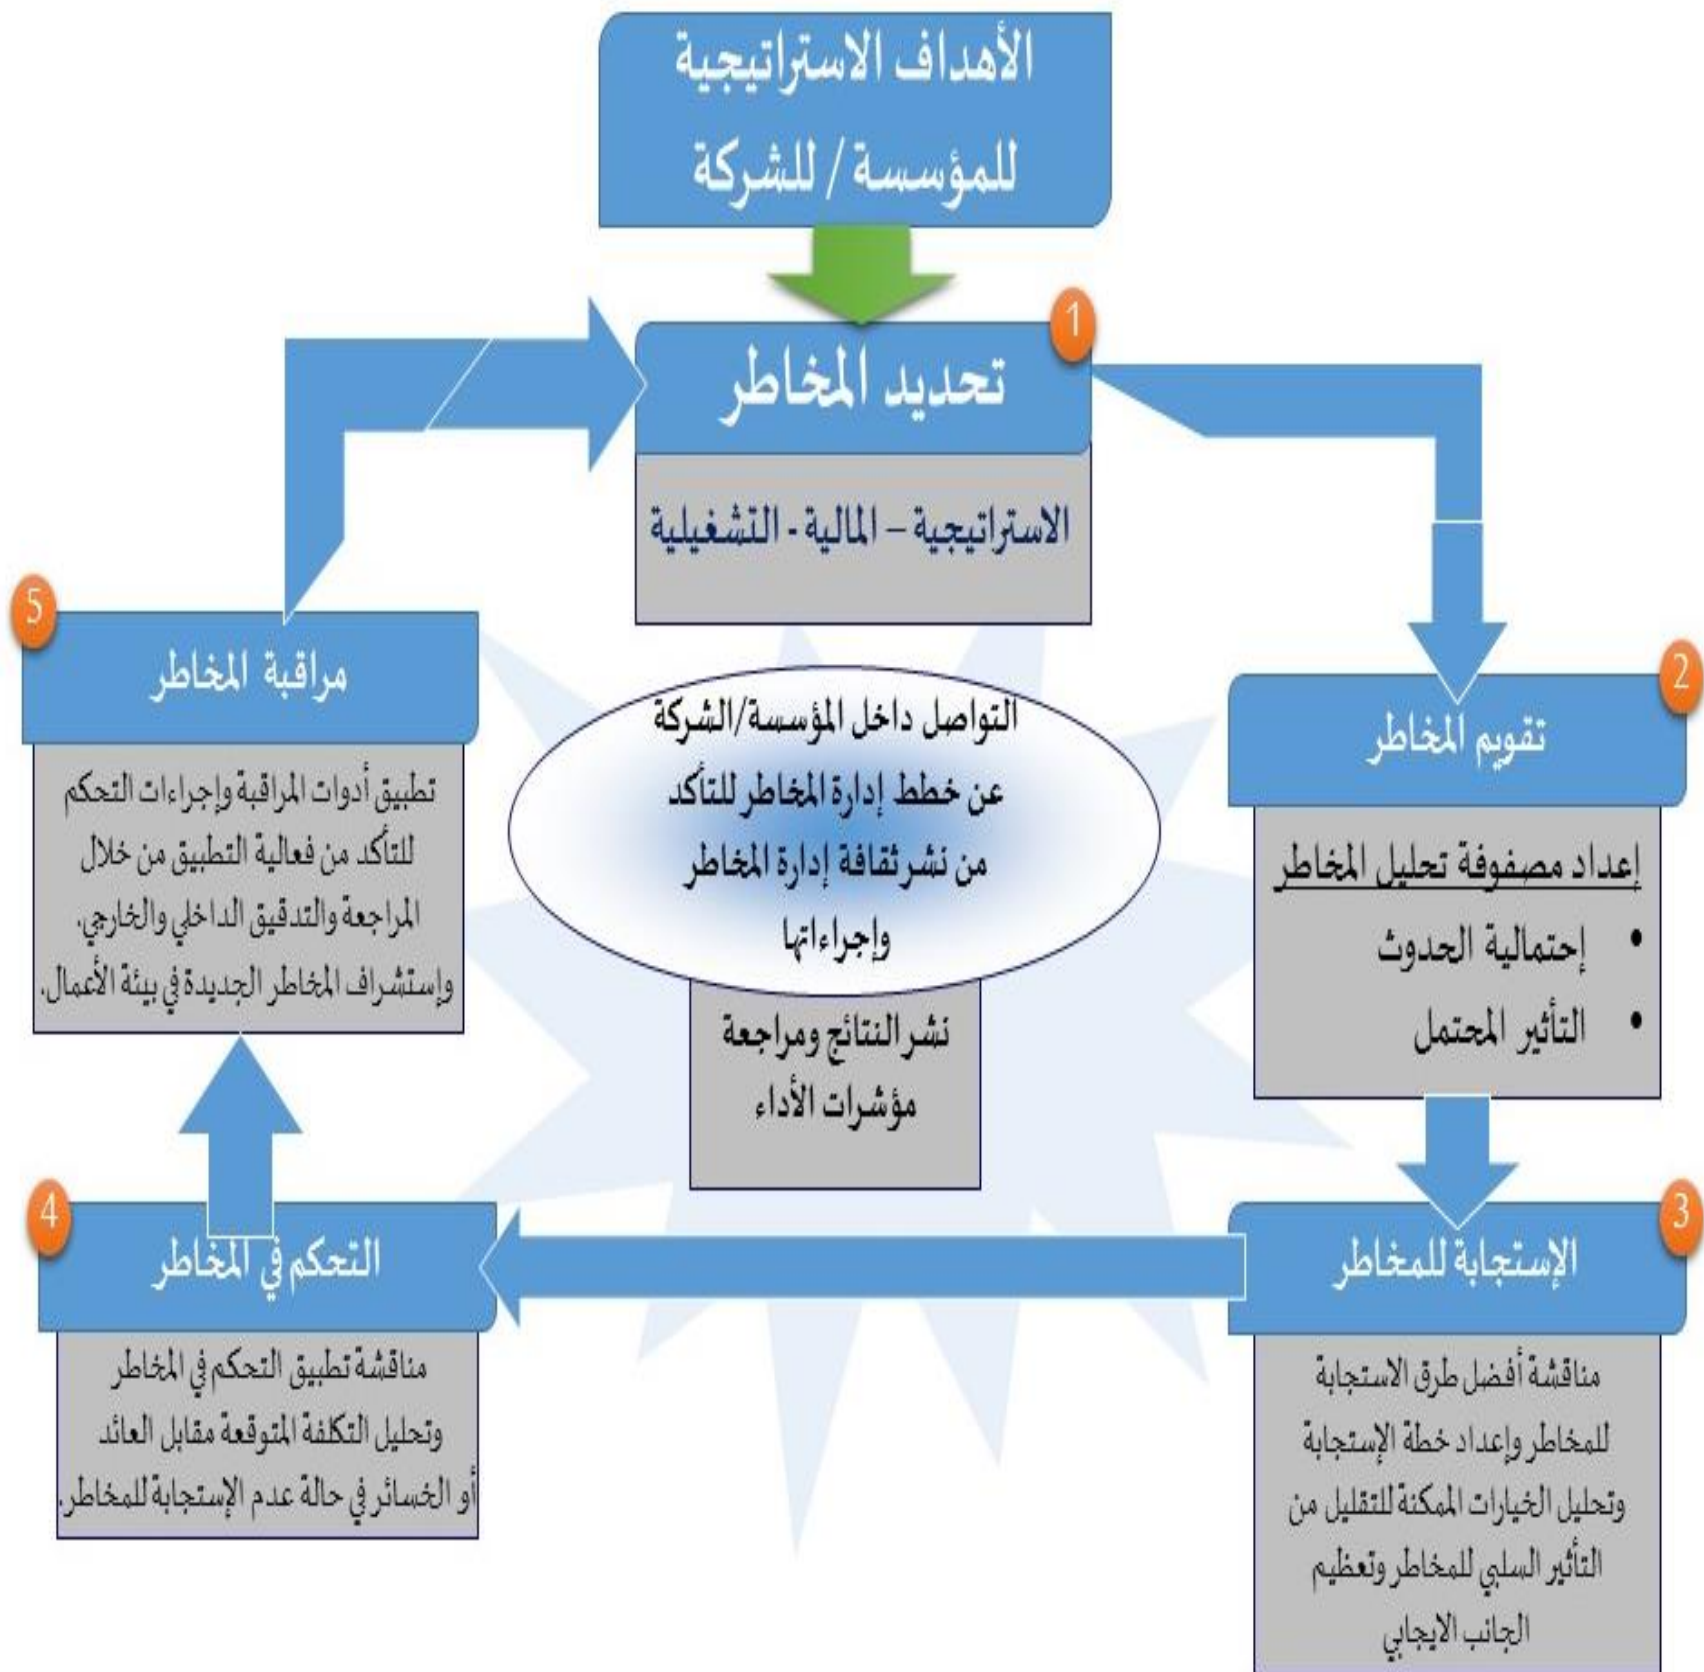 الأهداف الاستراتيجية
للمؤسسة / للشركة
1
تحديد المخاطر
الاستراتيجية – المالية - التشغيلية
2
تقويم المخاطر
إعداد مصفوفة تحليل المخاطر
• إحتمالية الحدوث
• التأثير المحتمل
3
الإستجابة للمخاطر
مناقشة أفضل طرق الاستجابة
للمخاطر وإعداد خطة الإستجابة
وتحليل الخيارات الممكنة للتقليل من
التأثير السلبي للمخاطر وتعظيم
الجانب الايجابي
4
التحكم في المخاطر
مناقشة تطبيق التحكم في المخاطر
وتحليل التكلفة المتوقعة مقابل العائد
أو الخسائر في حالة عدم الإستجابة للمخاطر.
5
مراقبة المخاطر
تطبيق أدوات المراقبة وإجراءات التحكم
للتأكد من فعالية التطبيق من خلال
المراجعة والتدقيق الداخلي والخارجي.
وإستشراف المخاطر الجديدة في بيئة الأعمال.
التواصل داخل المؤسسة/الشركة
عن خطط إدارة المخاطر للتأكد
من نشر ثقافة إدارة المخاطر
وإجراءاتها
نشر النتائج ومراجعة
مؤشرات الأداء